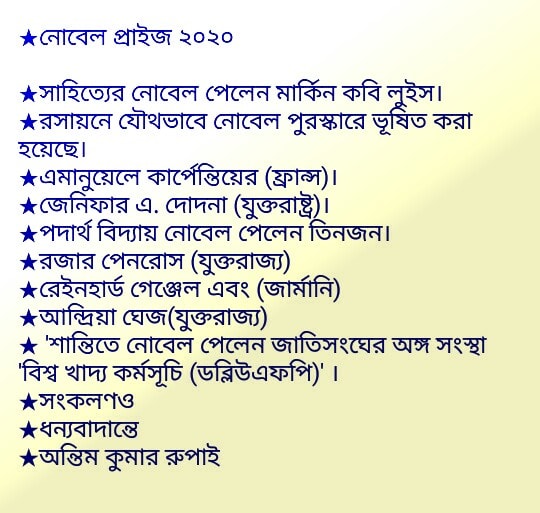 ★নোবেল প্রাইজ ২০২০
★সাহিত্যের নোবেল পেলেন মার্কিন কবি লুইস।
★রসায়নে যৌথভাবে নোবেল পুরস্কারে ভূষিত করা
হয়েছে।
★এমানুয়েলে কার্পেন্তিয়ের (ফ্রান্স)।
★জেনিফার এ. দোদনা (যুক্তরাষ্ট্র)।
★পদার্থ বিদ্যায় নোবেল পেলেন তিনজন।
★রজার পেনরোস (যুক্তরাজ্য)
★রেইনহার্ড গেঞ্জেল এবং (জার্মানি)
★আন্দ্রিয়া ঘেজ(যুক্তরাজ্য)
★ 'শান্তিতে নোবেল পেলেন জাতিসংঘের অঙ্গ সংস্থা
'বিশ্ব খাদ্য কর্মসূচি (ডব্লিউএফপি)' ।
★সংকলণও
★ধন্যবাদান্তে
★অন্তিম কুমার রুপাই